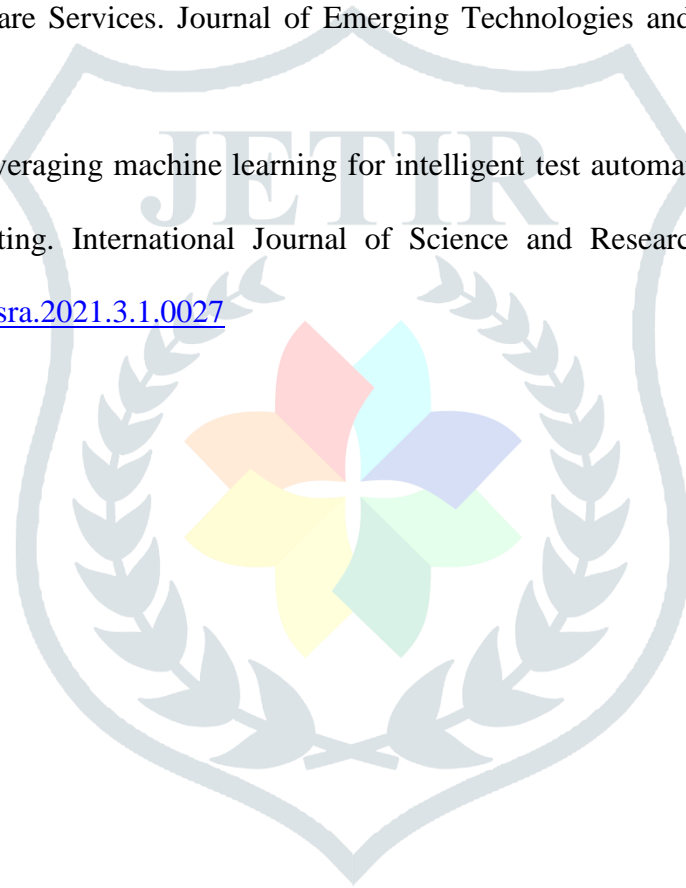 are Services. Journal of Emerging Technologies and
JETIR
veraging machine learning for intelligent test automa
ting. International Journal of Science and Researc
sra.2021.3.1.0027